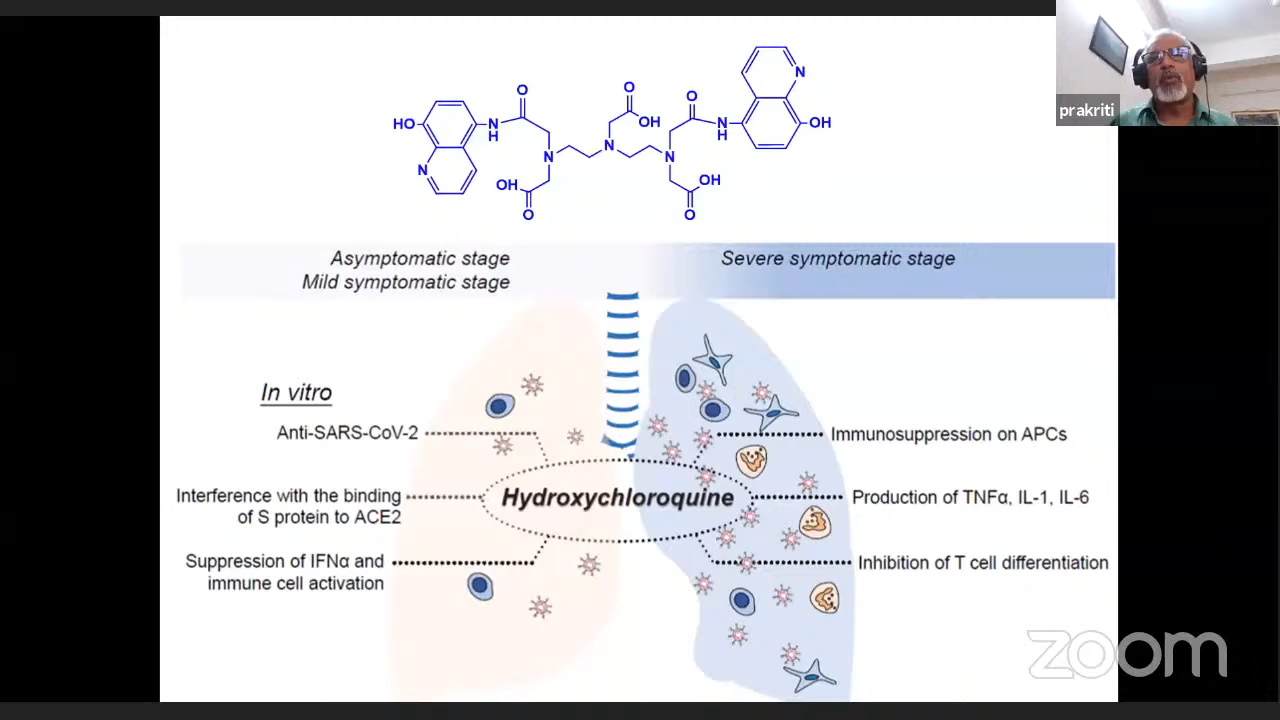 prakriti
O
O
O
N
HO
N
H
OH
N
H
OH
N
N
N
N
OH
OH
O
O
Asymptomatic stage
Mild symptomatic stage
Severe symptomatic stage
In vitro
Anti-SARS-CoV-2
Interference with the binding
of S protein to ACE2
Suppression of IFNα and
immune cell activation
Hydroxychloroquine
Immunosuppression on APCs
Production of TNFα, IL-1, IL-6
Inhibition of T cell differentiation
zoom